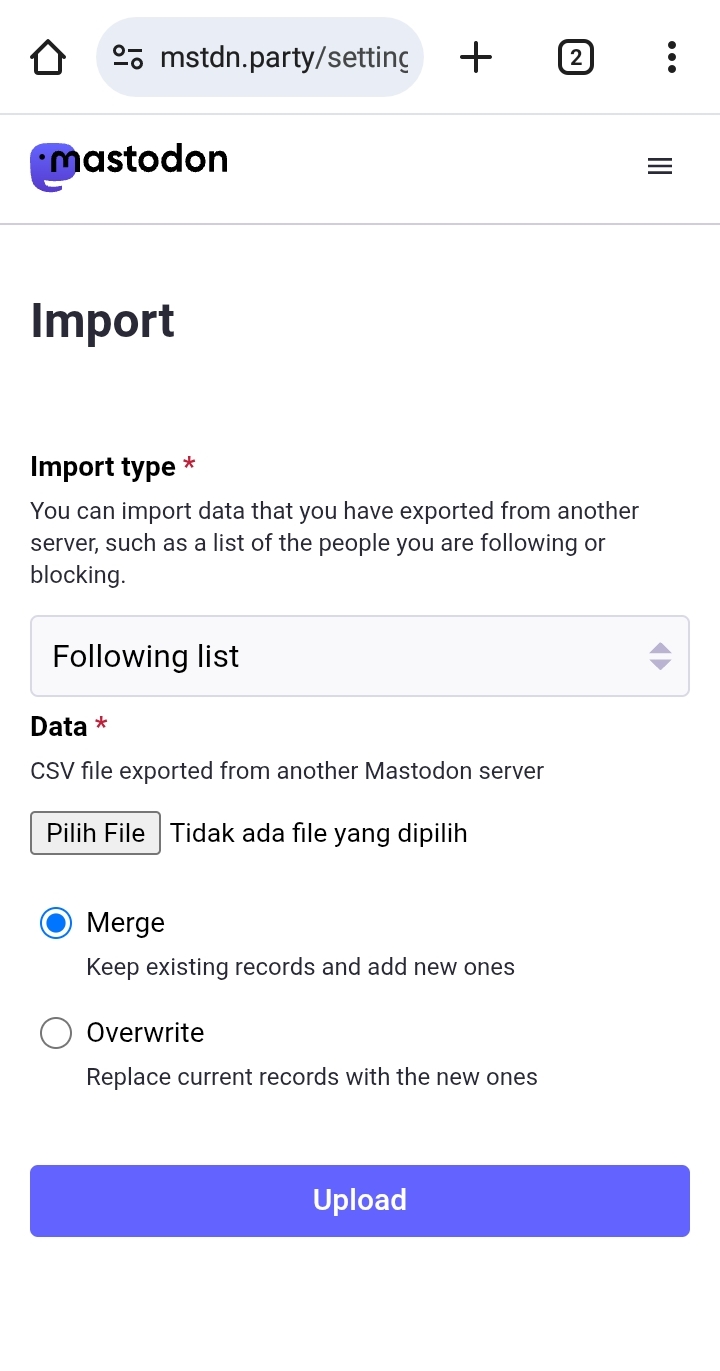 mstdn.party/setting
2
mastodon
Import
Import type *
You can import data that you have exported from another
server, such as a list of the people you are following or
blocking.
Following list
Data *
CSV file exported from another Mastodon server
Pilih File Tidak ada file yang dipilih
Merge
Keep existing records and add new ones
Overwrite
Replace current records with the new ones
Upload